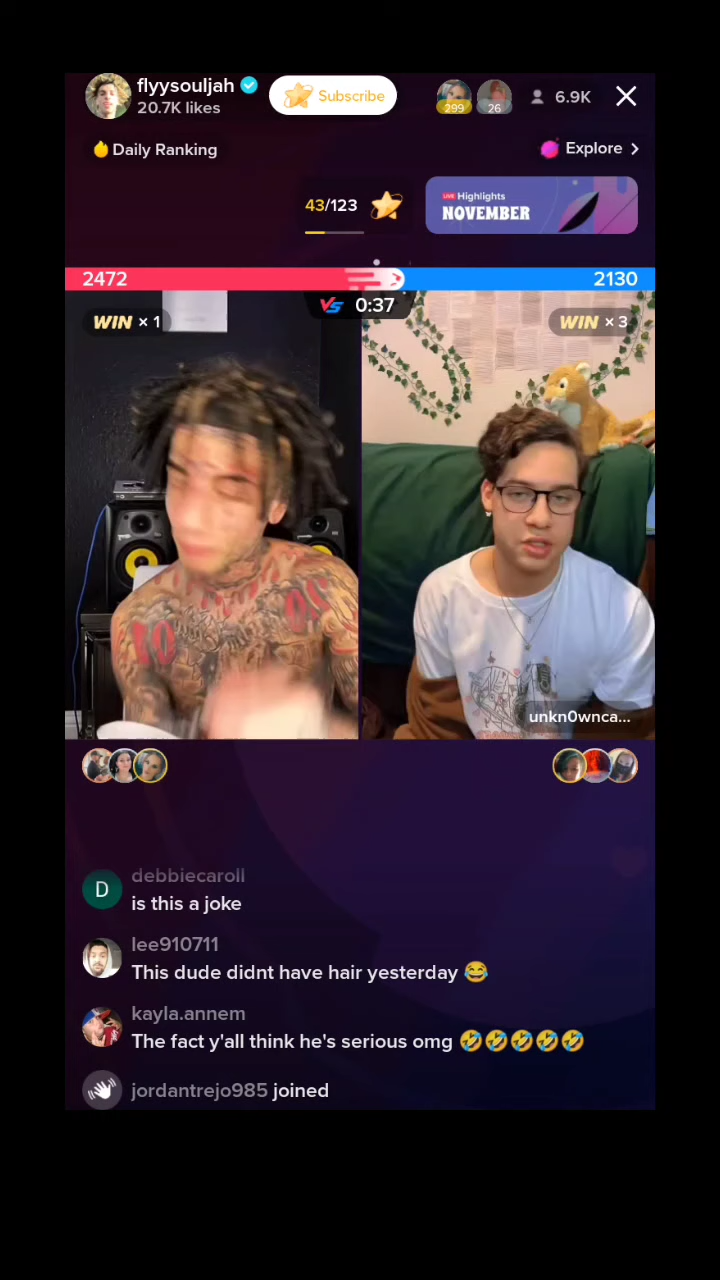 flyysouljah
20.7K likes
Subscribe
299
26
6.9K
Daily Ranking
Explore
43/123
LIVE Highlights
NOVEMBER
2472
2130
VS 0:37
WIN × 1
WIN × 3
unkn0wnca...
D
debbiecaroll
is this a joke
lee910711
This dude didnt have hair yesterday 😂
kayla.annem
The fact y'all think he's serious omg 🤣🤣🤣🤣🤣
jordantrejo985 joined